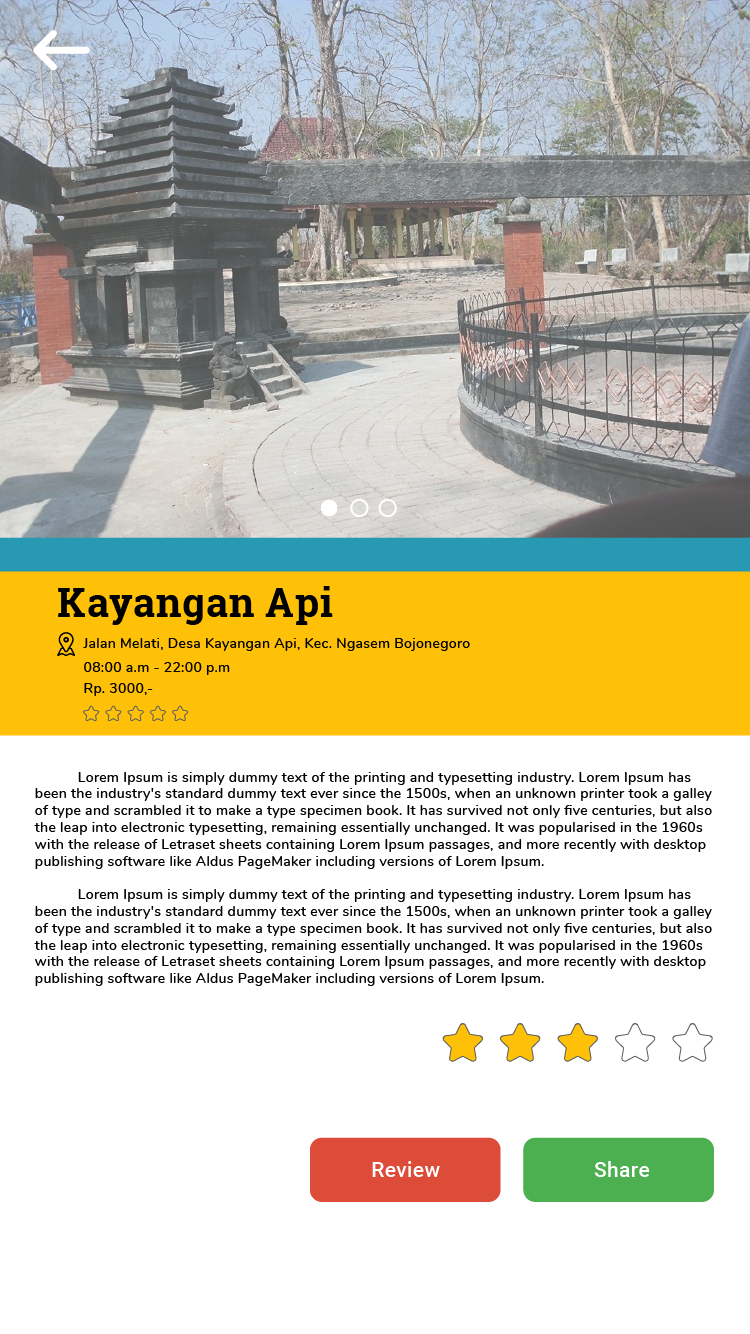 Kayangan Api
Jalan Melati, Desa Kayangan Api, Kec. Ngasem Bojonegoro
08:00 a.m - 22:00 p.m
Rp. 3000,-
Lorem Ipsum is simply dummy text of the printing and typesetting industry. Lorem Ipsum has
been the industry's standard dummy text ever since the 1500s, when an unknown printer took a galley
of type and scrambled it to make a type specimen book. It has survived not only five centuries, but also
the leap into electronic typesetting, remaining essentially unchanged. It was popularised in the 1960s
with the release of Letraset sheets containing Lorem Ipsum passages, and more recently with desktop
publishing software like Aldus PageMaker including versions of Lorem Ipsum.
Lorem Ipsum is simply dummy text of the printing and typesetting industry. Lorem Ipsum has
been the industry's standard dummy text ever since the 1500s, when an unknown printer took a galley
of type and scrambled it to make a type specimen book. It has survived not only five centuries, but also
the leap into electronic typesetting, remaining essentially unchanged. It was popularised in the 1960s
with the release of Letraset sheets containing Lorem Ipsum passages, and more recently with desktop
publishing software like Aldus PageMaker including versions of Lorem Ipsum.
Review
Share